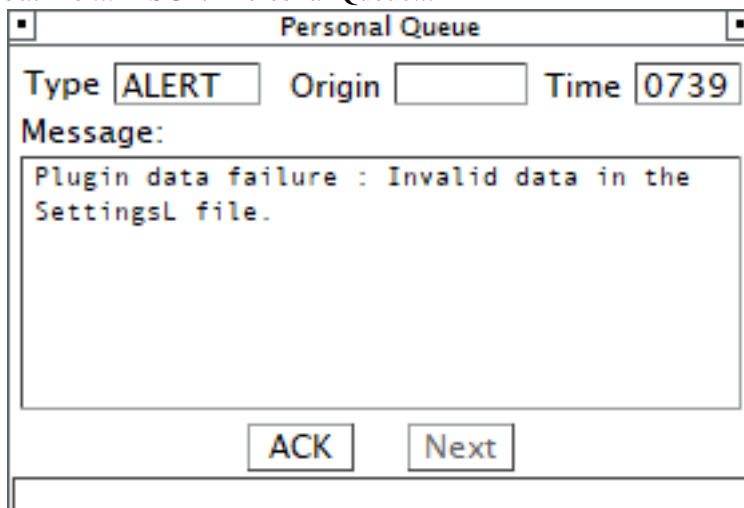 Personal Queue
Type ALERT Origin Time 0739
Message:
Plugin data failure : Invalid data in the
SettingsL file.
ACK Next